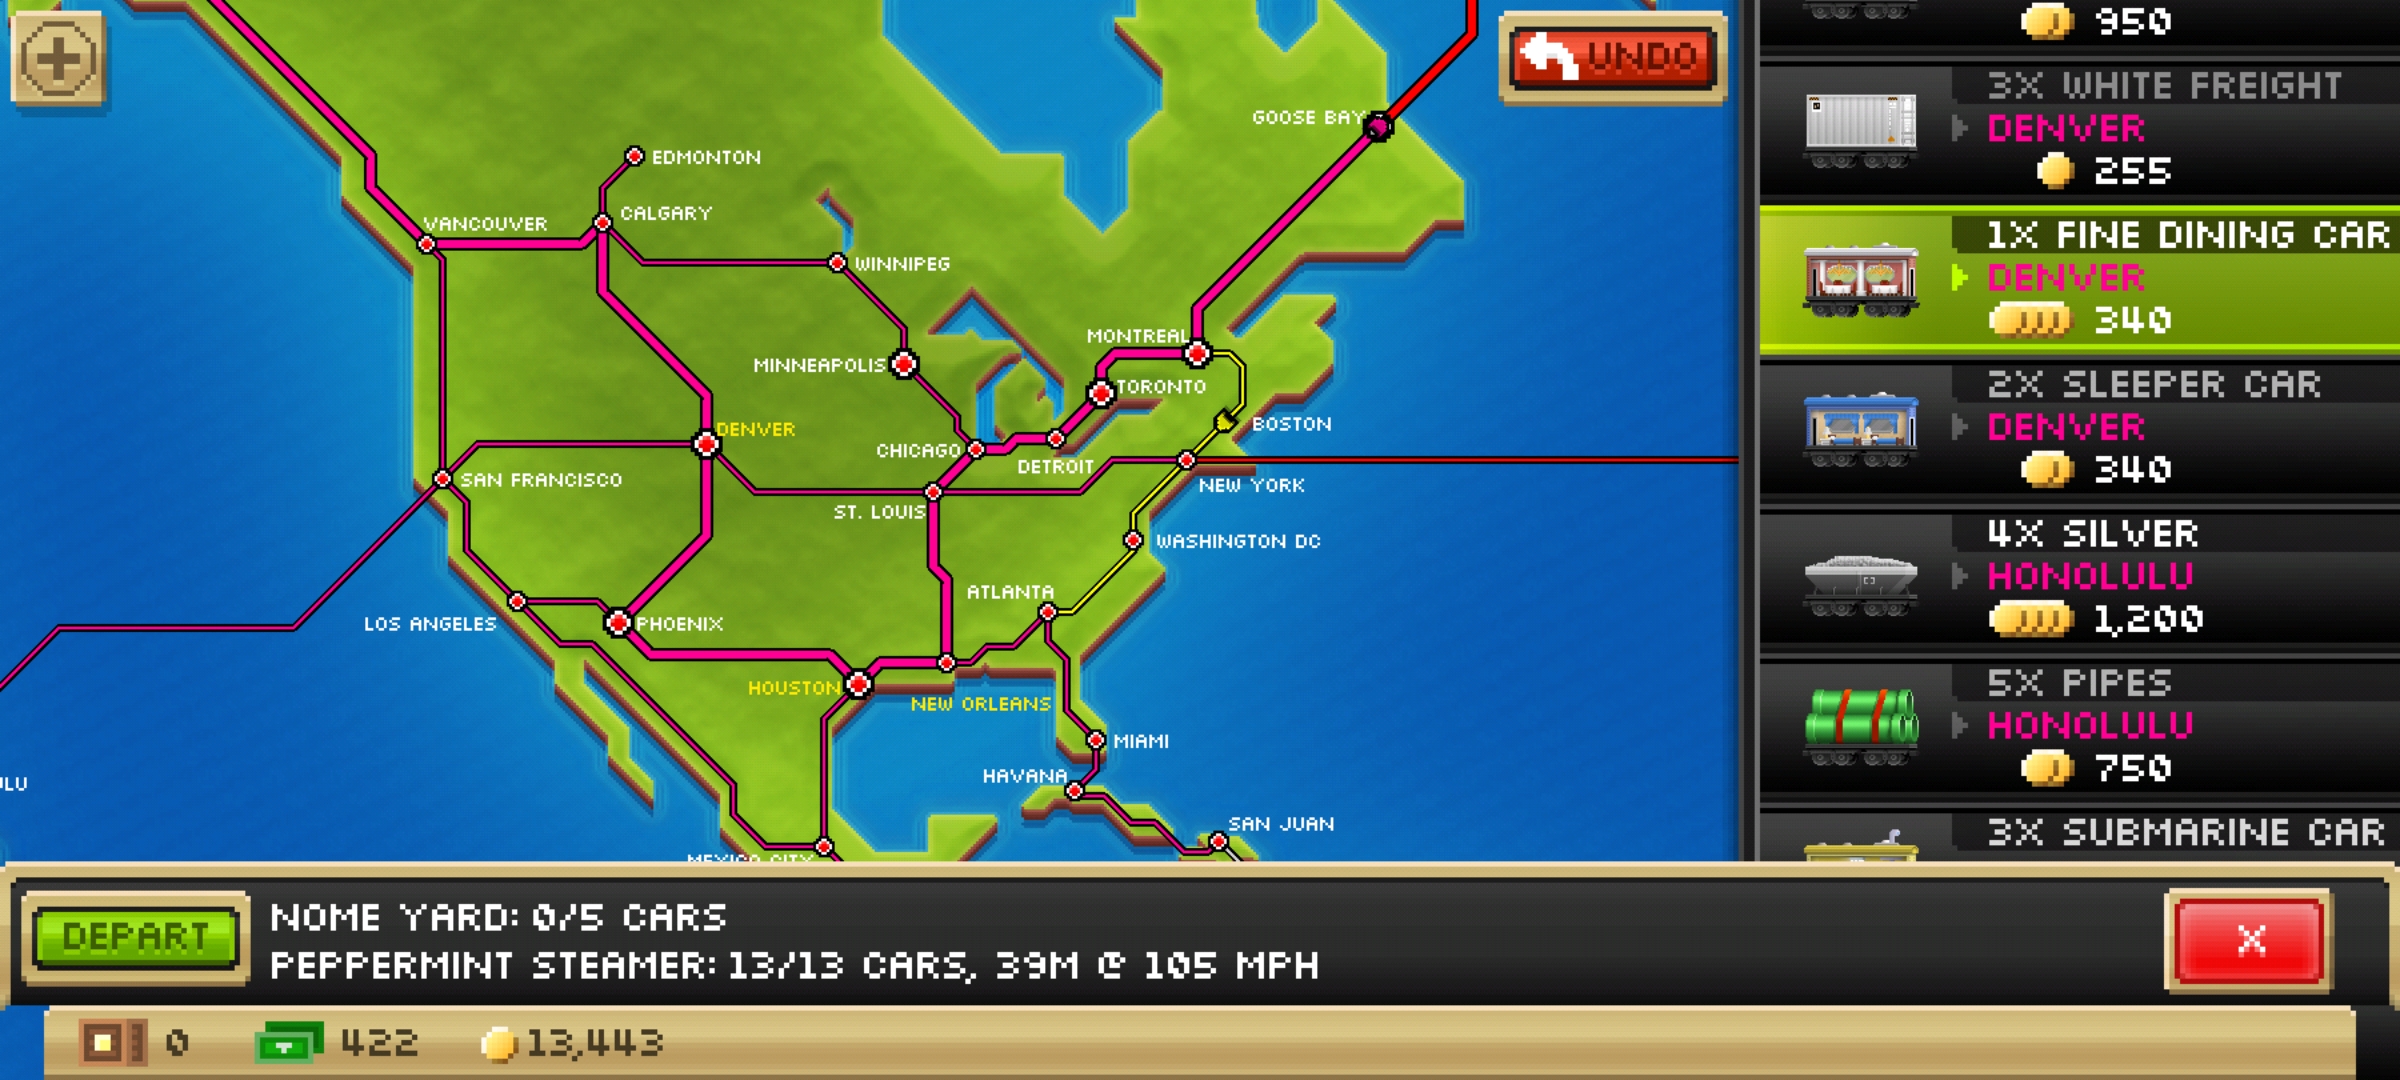 950
UNDO
3X WHITE FREIGHT
DENVER
255
GOOSE BAY
EDMONTON
CALGARY
VANCOUVER
WINNIPEG
1X FINE DINING CAR
DENVER
340
MONTREAL
MINNEAPOLIS
TORONTO
2X SLEEPER CAR
DENVER
340
DENVER
BOSTON
CHICAGO
DETROIT
SAN FRANCISCO
NEW YORK
ST. LOUIS
WASHINGTON DC
4X SILVER
HONOLULU
1,200
ATLANTA
LOS ANGELES
PHOENIX
HOUSTON
NEW ORLEANS
5X PIPES
HONOLULU
750
MIAMI
HAVANA
LU
SAN JUAN
3X SUBMARINE CAR
MEXICO CITY
DEPART
NOME YARD: 0/5 CARS
PEPPERMINT STEAMER: 13/13 CARS, 39M @ 105 MPH
X
0
422
13,443